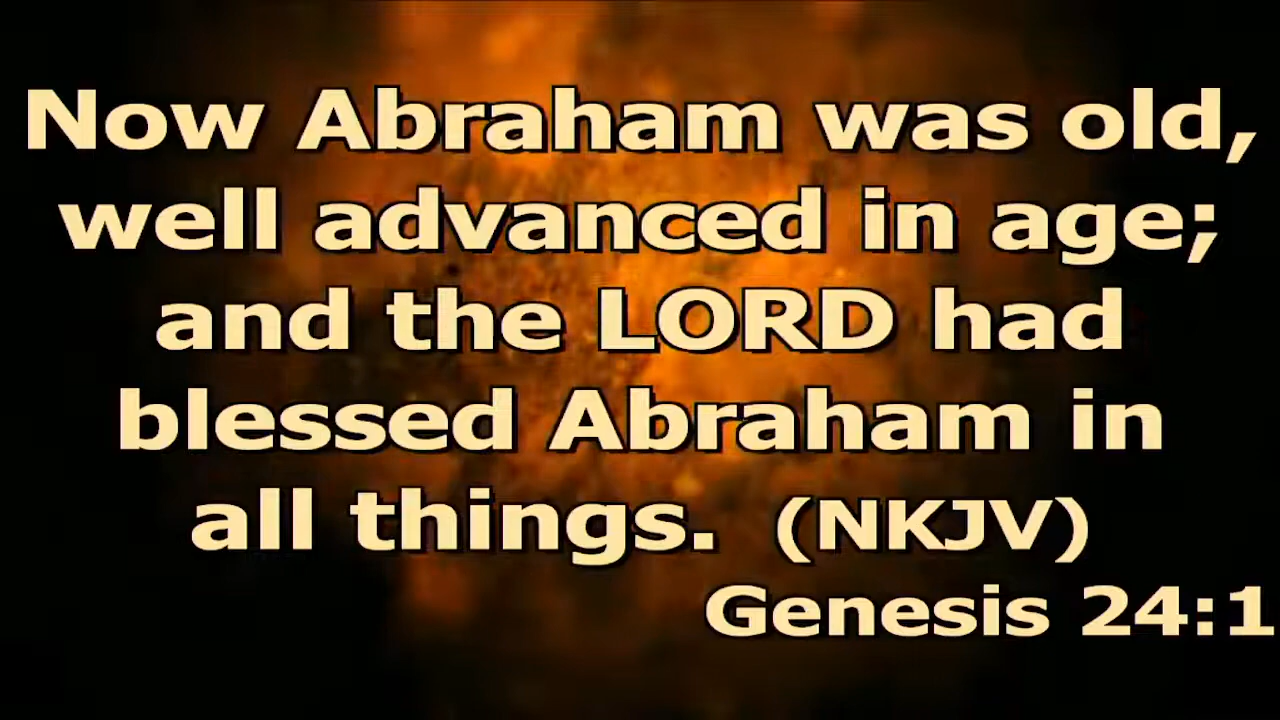 Now Abraham was old,
well advanced in age;
and the LORD had
blessed Abraham in
all things. (NKJV)
Genesis 24:1